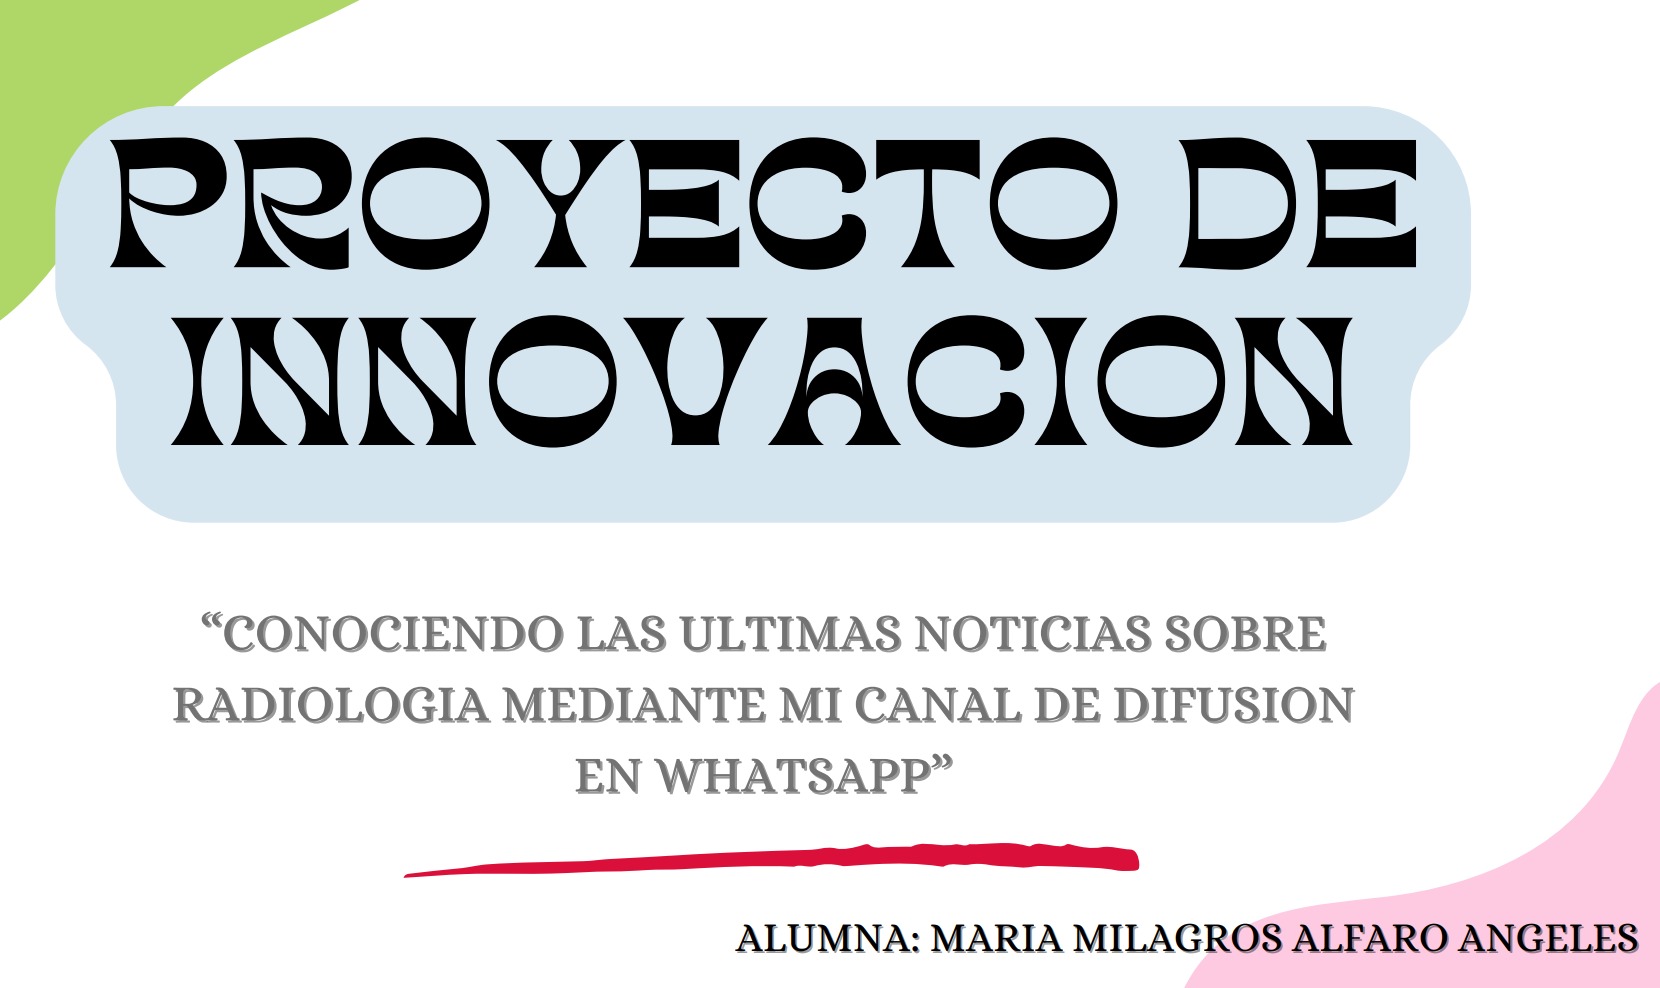 PROYECTO DE
INNOVACION
“CONOCIENDO LAS ULTIMAS NOTICIAS SOBRE
RADIOLOGIA MEDIANTE MI CANAL DE DIFUSION
EN WHATSAPP”
ALUMNA: MARIA MILAGROS ALFARO ANGELES